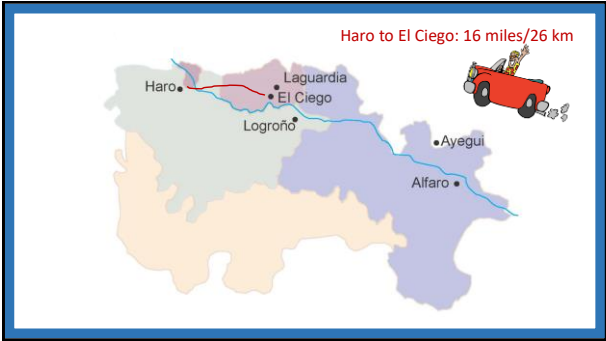 Haro to El Ciego: 16 miles/26 km
Laguardia
Haro
El Ciego
Logroño
Ayegui
Alfaro